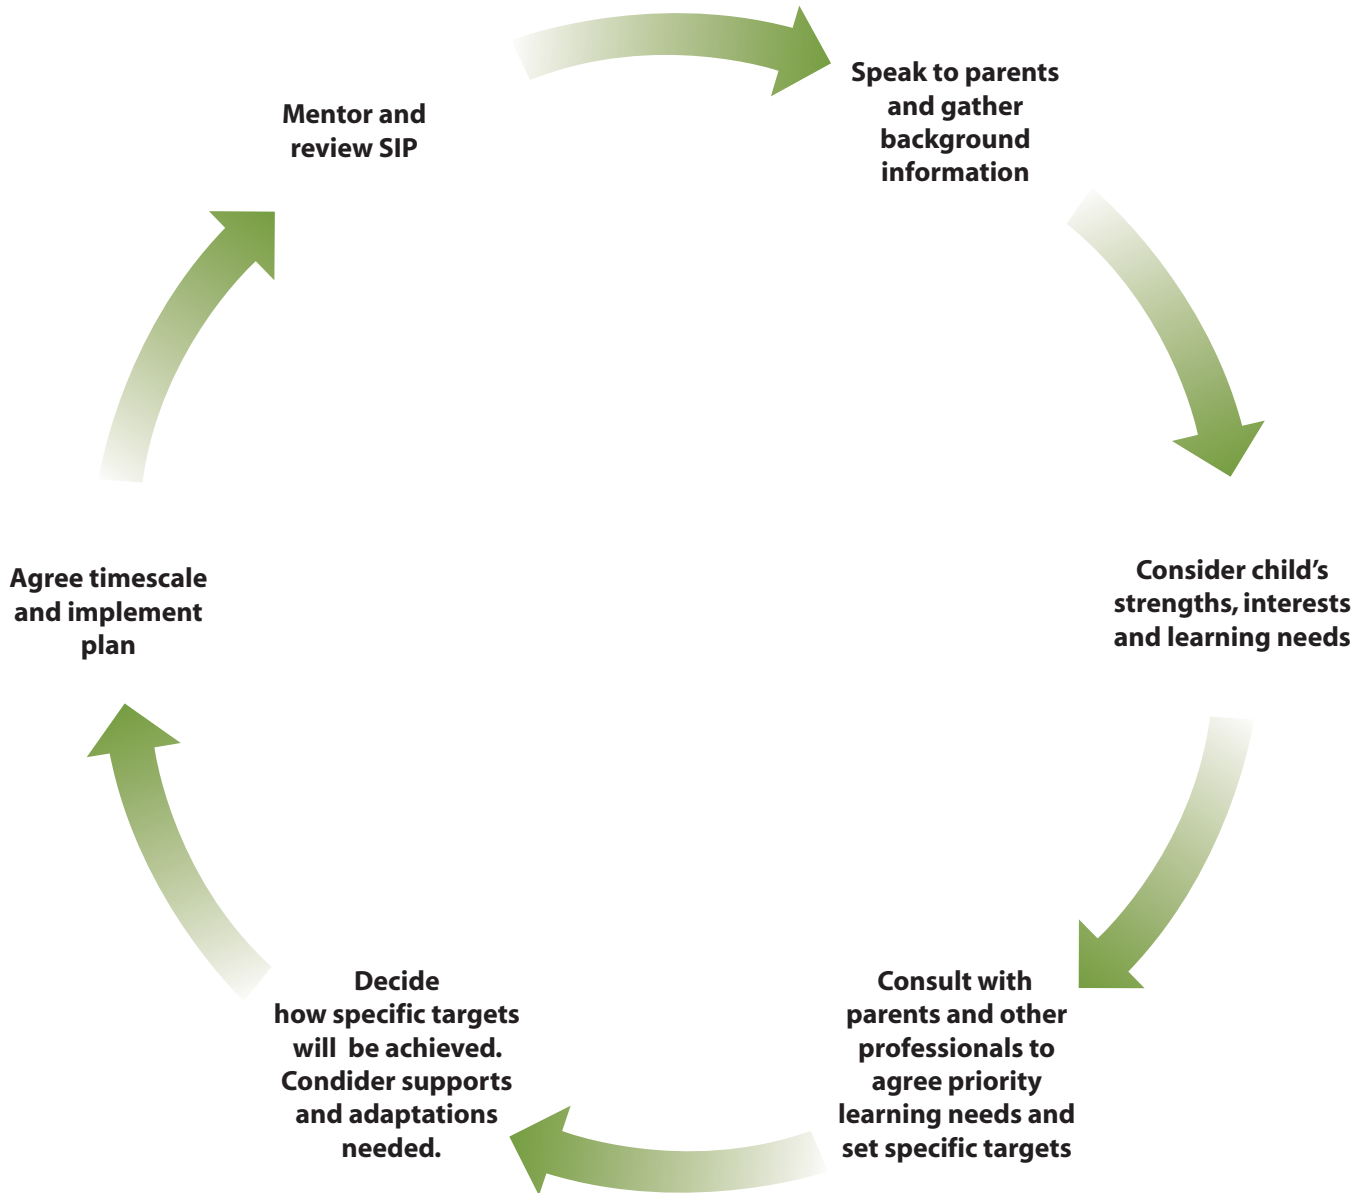 Speak to parents
and gather
background
information
Consider child’s
strengths, interests
and learning needs
Consult with
parents and other
professionals to
agree priority
learning needs and
set specific targets
Decide
how specific targets
will  be achieved.
Condider supports
and adaptations
needed.
Agree timescale
and implement
plan
Mentor and
review SIP